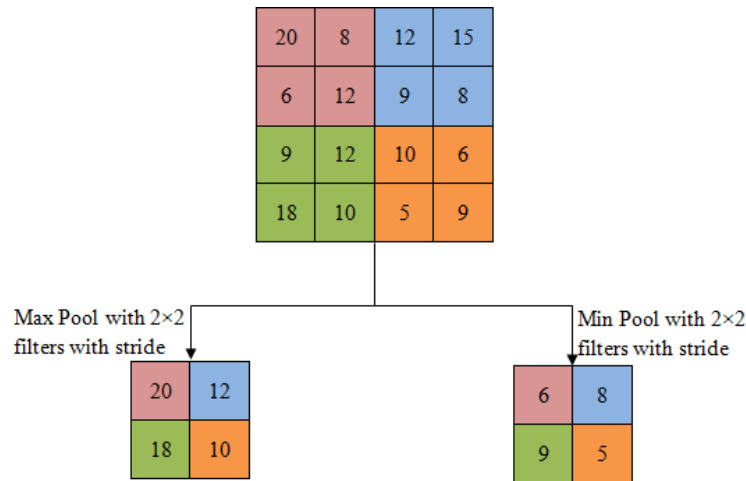 20 8 12 15
6 12 9 8
9 12 10 6
18 10 5 9
Max Pool with 2×2
filters with stride
20 12
18 10
Min Pool with 2×2
filters with stride
6 8
9 5